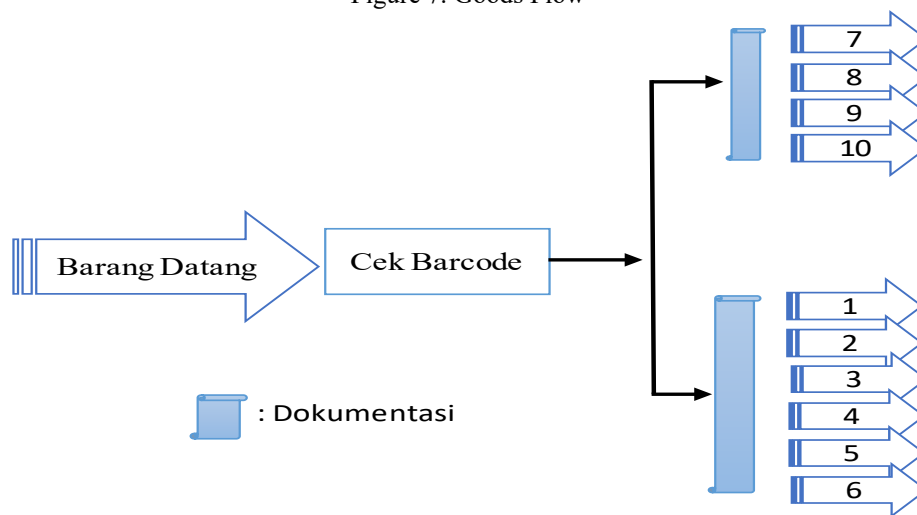 Figure 7. Goods Flow
7
8
9
10
Barang Datang
Cek Barcode
1
2
3
4
5
6
: Dokumentasi